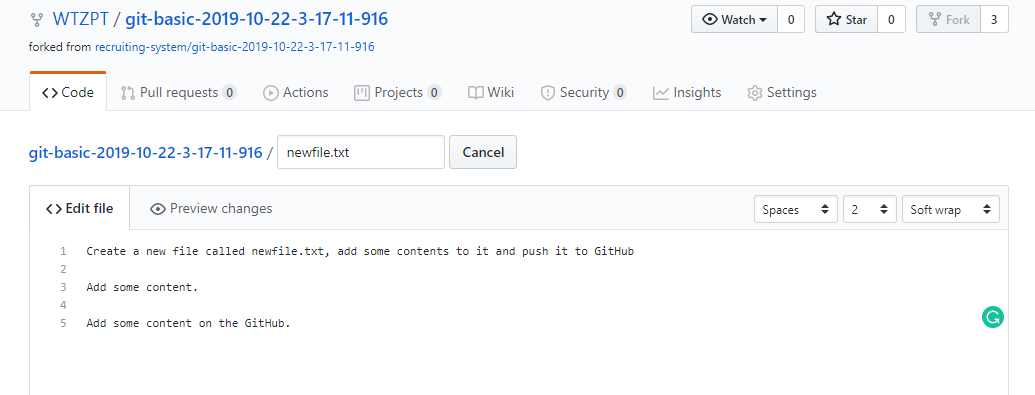 WTZPT / git-basic-2019-10-22-3-17-11-916
Watch 0 Star 0 Fork 3
forked from recruiting-system/git-basic-2019-10-22-3-17-11-916
Code Pull requests 0 Actions Projects 0 Wiki Security 0 Insights Settings
git-basic-2019-10-22-3-17-11-916 / newfile.txt Cancel
Edit file Preview changes Spaces 2 Soft wrap
1 Create a new file called newfile.txt, add some contents to it and push it to GitHub
2
3 Add some content.
4
5 Add some content on the GitHub.